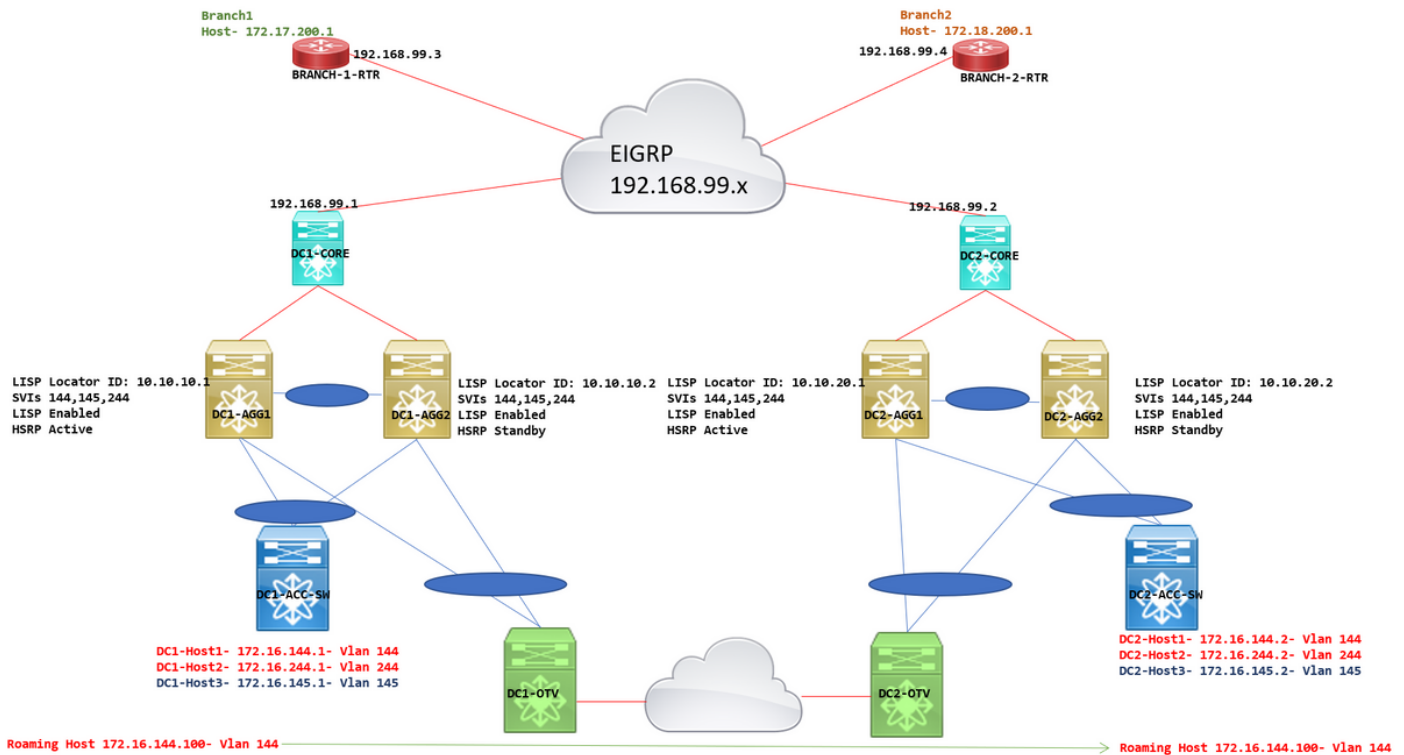 Branch1
Host- 172.17.200.1
192.168.99.3
BRANCH-1-RTR
Branch2
Host- 172.18.200.1
192.168.99.4
BRANCH-2-RTR
EIGRP
192.168.99.x
192.168.99.1
DC1-CORE
192.168.99.2
DC2-CORE
LISP Locator ID: 10.10.10.1
SVIs 144,145,244
LISP Enabled
HSRP Active
DC1-AGG1
DC1-AGG2
LISP Locator ID: 10.10.10.2
SVIs 144,145,244
LISP Enabled
HSRP Standby
LISP Locator ID: 10.10.20.1
SVIs 144,145,244
LISP Enabled
HSRP Active
DC2-AGG1
DC2-AGG2
LISP Locator ID: 10.10.20.2
SVIs 144,145,244
LISP Enabled
HSRP Standby
DC1-ACC-SW
DC2-ACC-SW
DC1-Host1- 172.16.144.1- Vlan 144
DC1-Host2- 172.16.244.1- Vlan 244
DC1-Host3- 172.16.145.1- Vlan 145
DC2-Host1- 172.16.144.2- Vlan 144
DC2-Host2- 172.16.244.2- Vlan 244
DC2-Host3- 172.16.145.2- Vlan 145
DC1-OTV
DC2-OTV
Roaming Host 172.16.144.100- Vlan 144
Roaming Host 172.16.144.100- Vlan 144